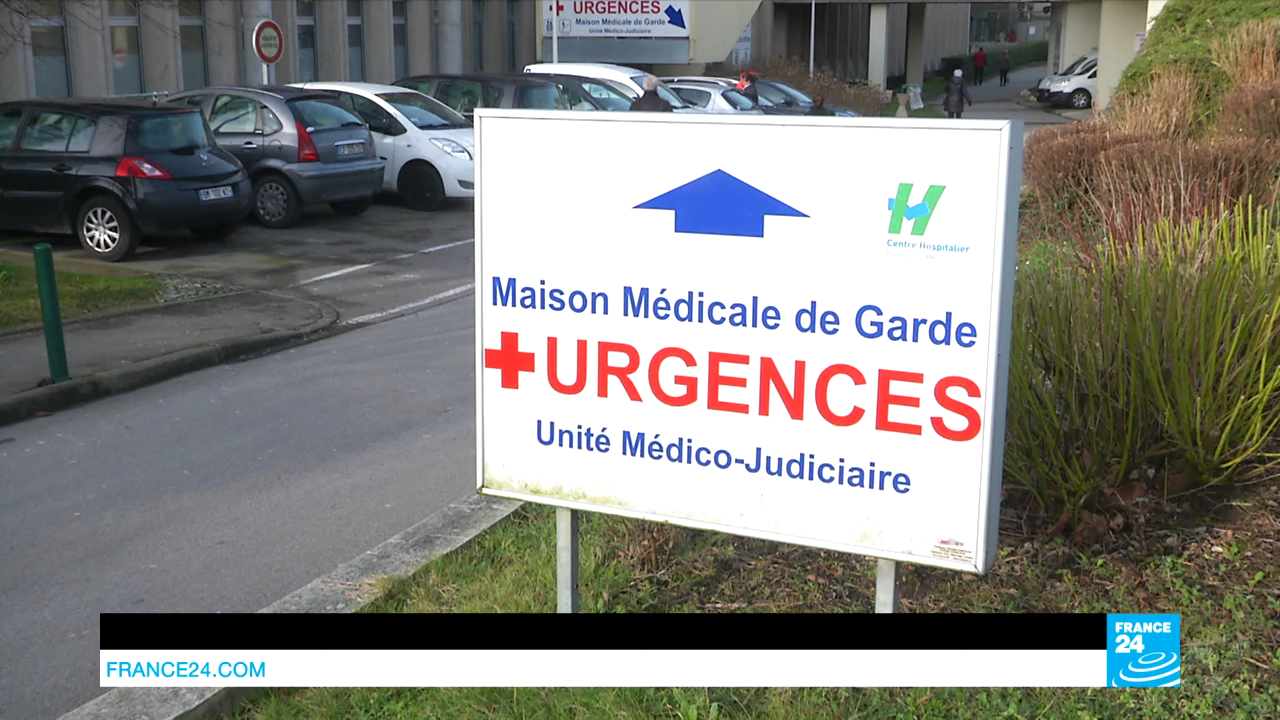 URGENCES
Maison Médicale de Garde
Unité Médico-Judiciaire
H
Centre Hospitalier
Maison Médicale de Garde
URGENCES
Unité Médico-Judiciaire
FRANCE 24
FRANCE24.COM